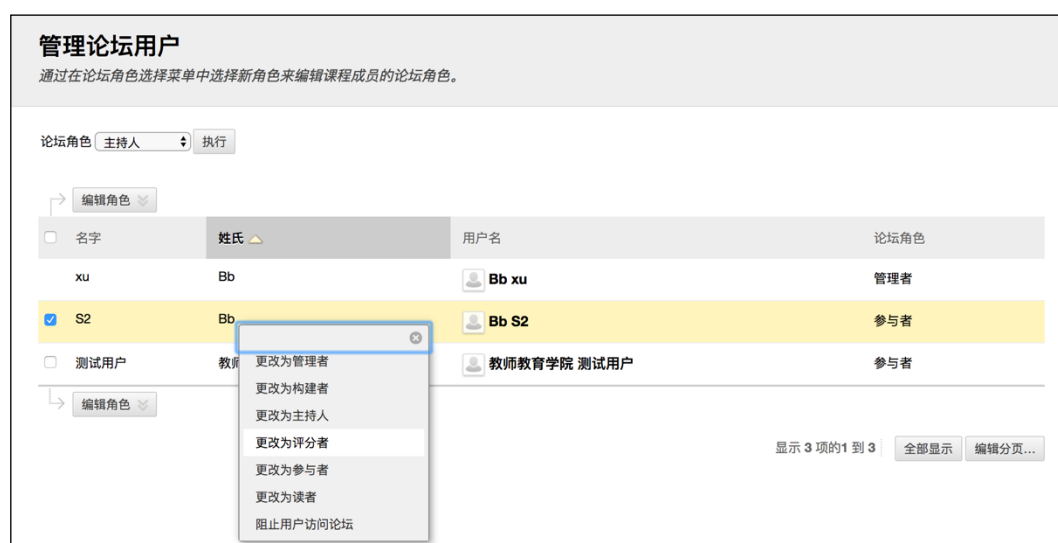 管理论坛用户
通过在论坛角色选择菜单中选择新角色来编辑课程成员的论坛角色。
论坛角色 主持人 执行
编辑角色
名字 姓氏 用户名 论坛角色
xu Bb Bb xu 管理者
S2 Bb Bb S2 参与者
测试用户 教师 教师教育学院 测试用户 参与者
更改为管理者
更改为构建者
更改为主持人
更改为评分者
更改为参与者
更改为读者
阻止用户访问论坛
编辑角色
显示 3 项的1 到 3 全部显示 编辑分页...